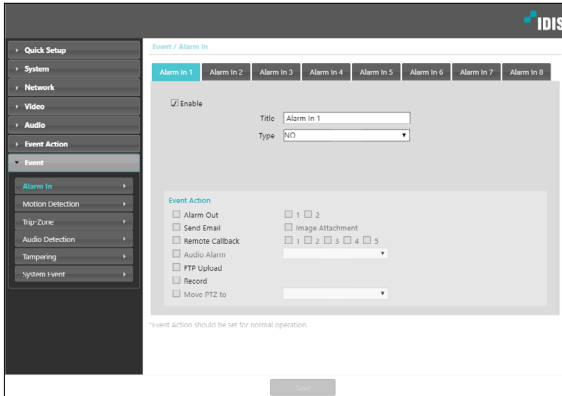 IDIS
Quick Setup
System
Network
Video
Audio
Event Action
Event
Alarm In
Motion Detection
Trip-Zone
Audio Detection
Tampering
System Event
Event / Alarm In
Alarm In 1 Alarm In 2 Alarm In 3 Alarm In 4 Alarm In 5 Alarm In 6 Alarm In 7 Alarm In 8
Enable
Title Alarm In 1
Type NO
Event Action
Alarm Out 1 2
Send Email Image Attachment
Remote Callback 1 2 3 4 5
Audio Alarm
FTP Upload
Record
Move PTZ to
*Event Action should be set for normal operation.
Save